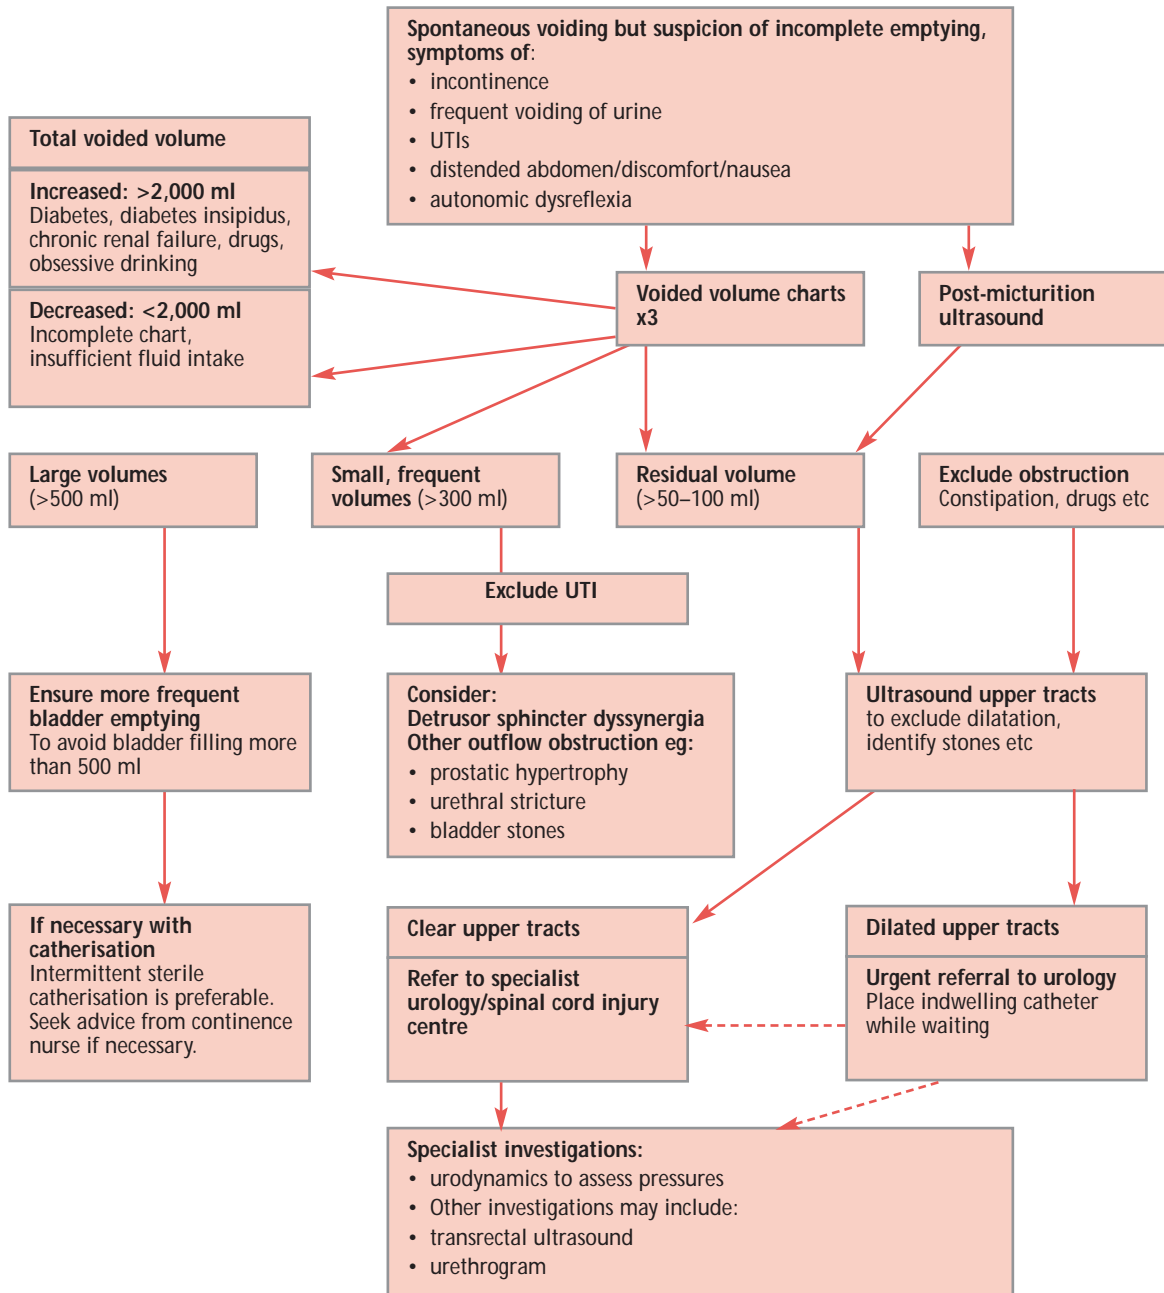 Spontaneous voiding but suspicion of incomplete emptying,
symptoms of:
• incontinence
• frequent voiding of urine
• UTIs
• distended abdomen/discomfort/nausea
• autonomic dysreflexia
Total voided volume
Increased: >2,000 ml
Diabetes, diabetes insipidus,
chronic renal failure, drugs,
obsessive drinking
Decreased: <2,000 ml
Incomplete chart,
insufficient fluid intake
Voided volume charts
x3
Post-micturition
ultrasound
Large volumes
(>500 ml)
Small, frequent
volumes (>300 ml)
Residual volume
(>50–100 ml)
Exclude obstruction
Constipation, drugs etc
Exclude UTI
Ensure more frequent
bladder emptying
To avoid bladder filling more
than 500 ml
Consider:
Detrusor sphincter dyssynergia
Other outflow obstruction eg:
• prostatic hypertrophy
• urethral stricture
• bladder stones
Ultrasound upper tracts
to exclude dilatation,
identify stones etc
If necessary with
catherisation
Intermittent sterile
catherisation is preferable.
Seek advice from continence
nurse if necessary.
Clear upper tracts
Refer to specialist
urology/spinal cord injury
centre
Dilated upper tracts
Urgent referral to urology
Place indwelling catheter
while waiting
Specialist investigations:
• urodynamics to assess pressures
• Other investigations may include:
• transrectal ultrasound
• urethrogram